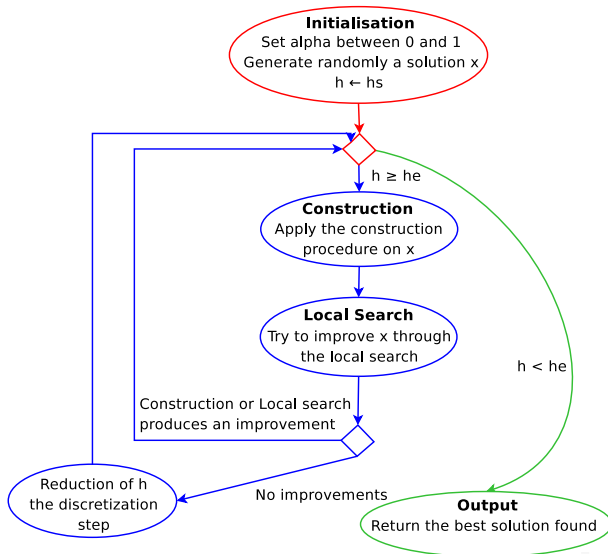 Initialisation
Set alpha between 0 and 1
Generate randomly a solution x
h ← hs
h ≥ he
Construction
Apply the construction
procedure on x
Local Search
Try to improve x through
the local search
h < he
Construction or Local search
produces an improvement
Reduction of h
the discretization
step
No improvements
Output
Return the best solution found